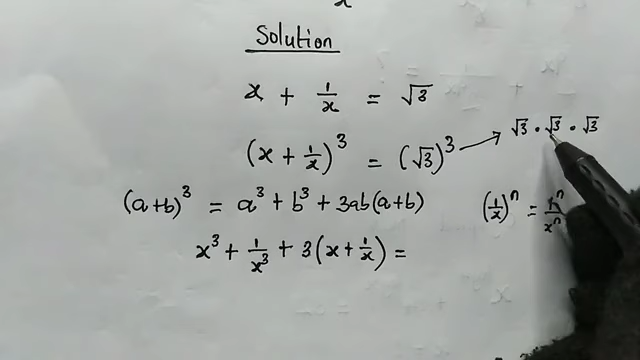 x
Solution
x + 1/x = √3
(x + 1/x)³ = (√3)³ → √3 · √3 · √3
(a+b)³ = a³ + b³ + 3ab(a+b)
(1/x)ⁿ = 1ⁿ/xⁿ
x³ + 1/x³ + 3(x + 1/x) =